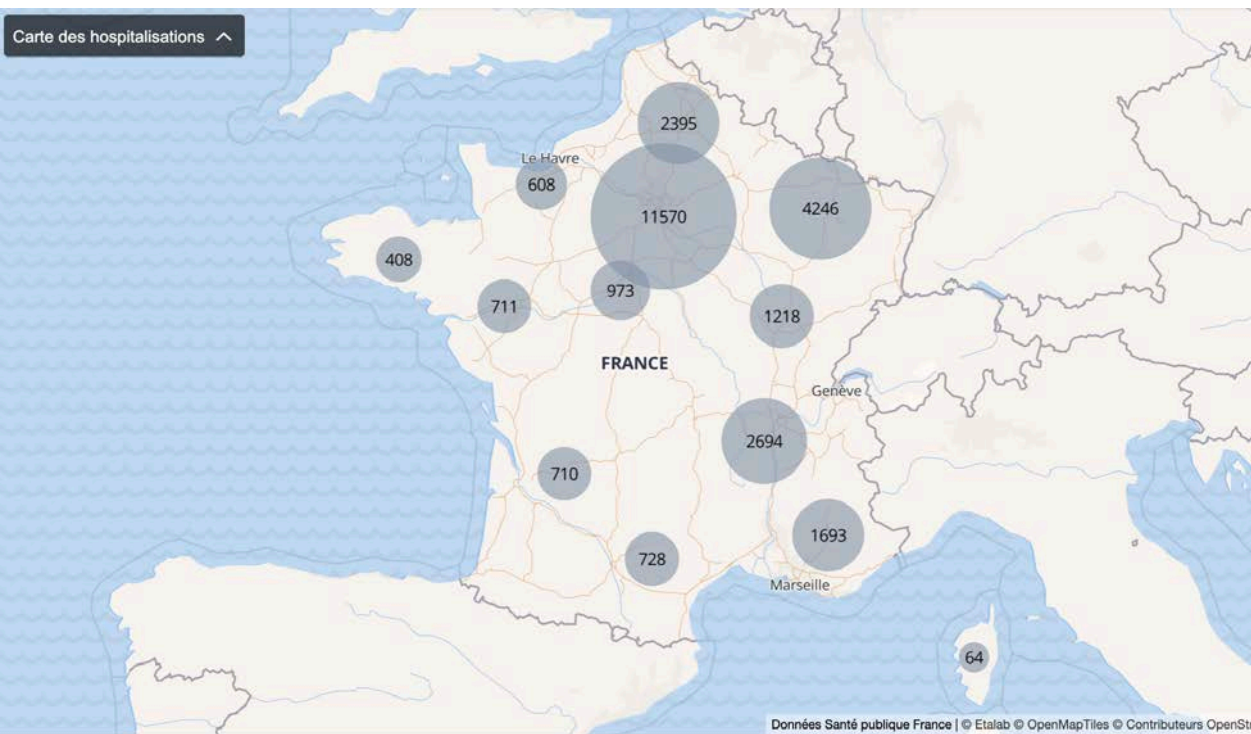 Carte des hospitalisations
2395
Le Havre
608
11570
4246
408
711
973
1218
FRANCE
Genève
2694
710
1693
728
Marseille
64
Données Santé publique France | © Etalab © OpenMapTiles © Contributeurs OpenStr